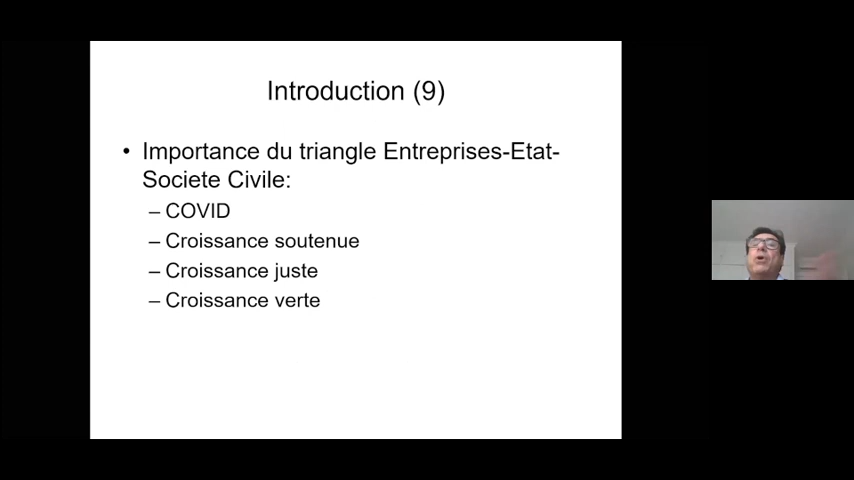 Introduction (9)
• Importance du triangle Entreprises-Etat-
Societe Civile:
– COVID
– Croissance soutenue
– Croissance juste
– Croissance verte